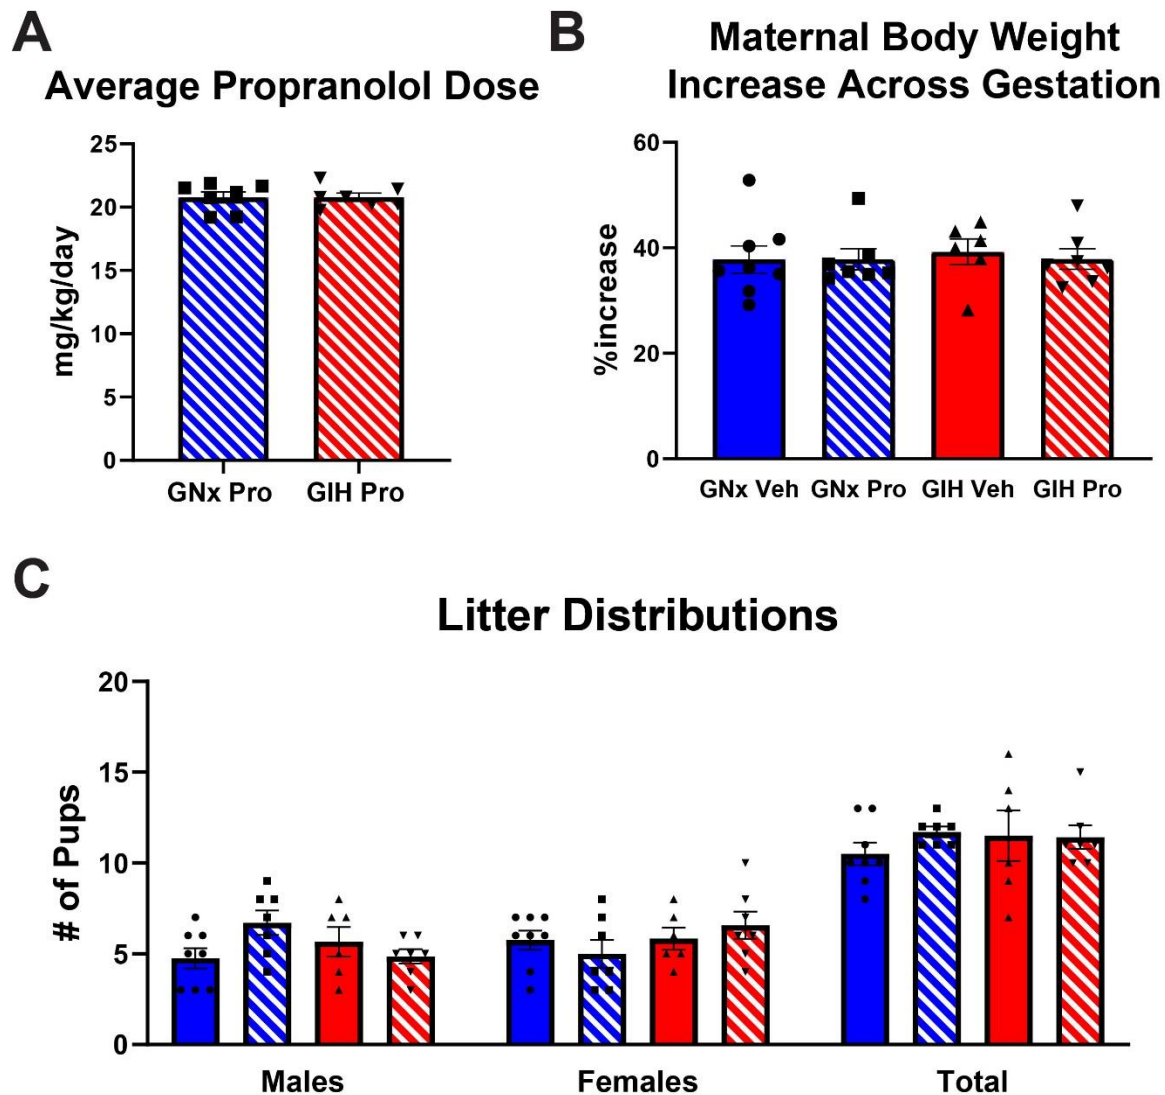 A
Average Propranolol Dose
25
20
15
10
5
0
mg/kg/day
GNx Pro
GIH Pro
B
Maternal Body Weight
Increase Across Gestation
60
40
20
0
%increase
GNx Veh
GNx Pro
GIH Veh
GIH Pro
C
Litter Distributions
20
15
10
5
0
# of Pups
Males
Females
Total